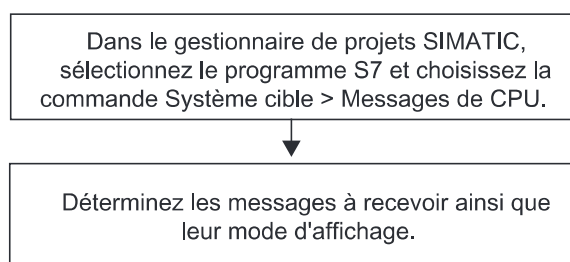 Dans le gestionnaire de projets SIMATIC,
sélectionnez le programme S7 et choisissez la
commande Système cible > Messages de CPU.
Déterminez les messages à recevoir ainsi que
leur mode d'affichage.